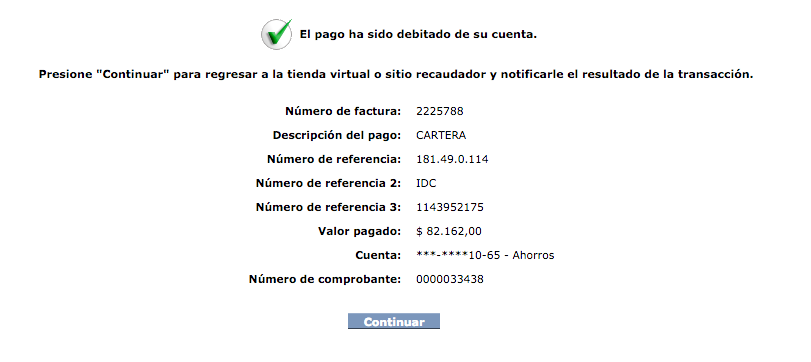 El pago ha sido debitado de su cuenta.
Presione "Continuar" para regresar a la tienda virtual o sitio recaudador y notificarle el resultado de la transacción.
Número de factura: 2225788
Descripción del pago: CARTERA
Número de referencia: 181.49.0.114
Número de referencia 2: IDC
Número de referencia 3: 1143952175
Valor pagado: $ 82.162,00
Cuenta: ***-****10-65 - Ahorros
Número de comprobante: 0000033438
Continuar